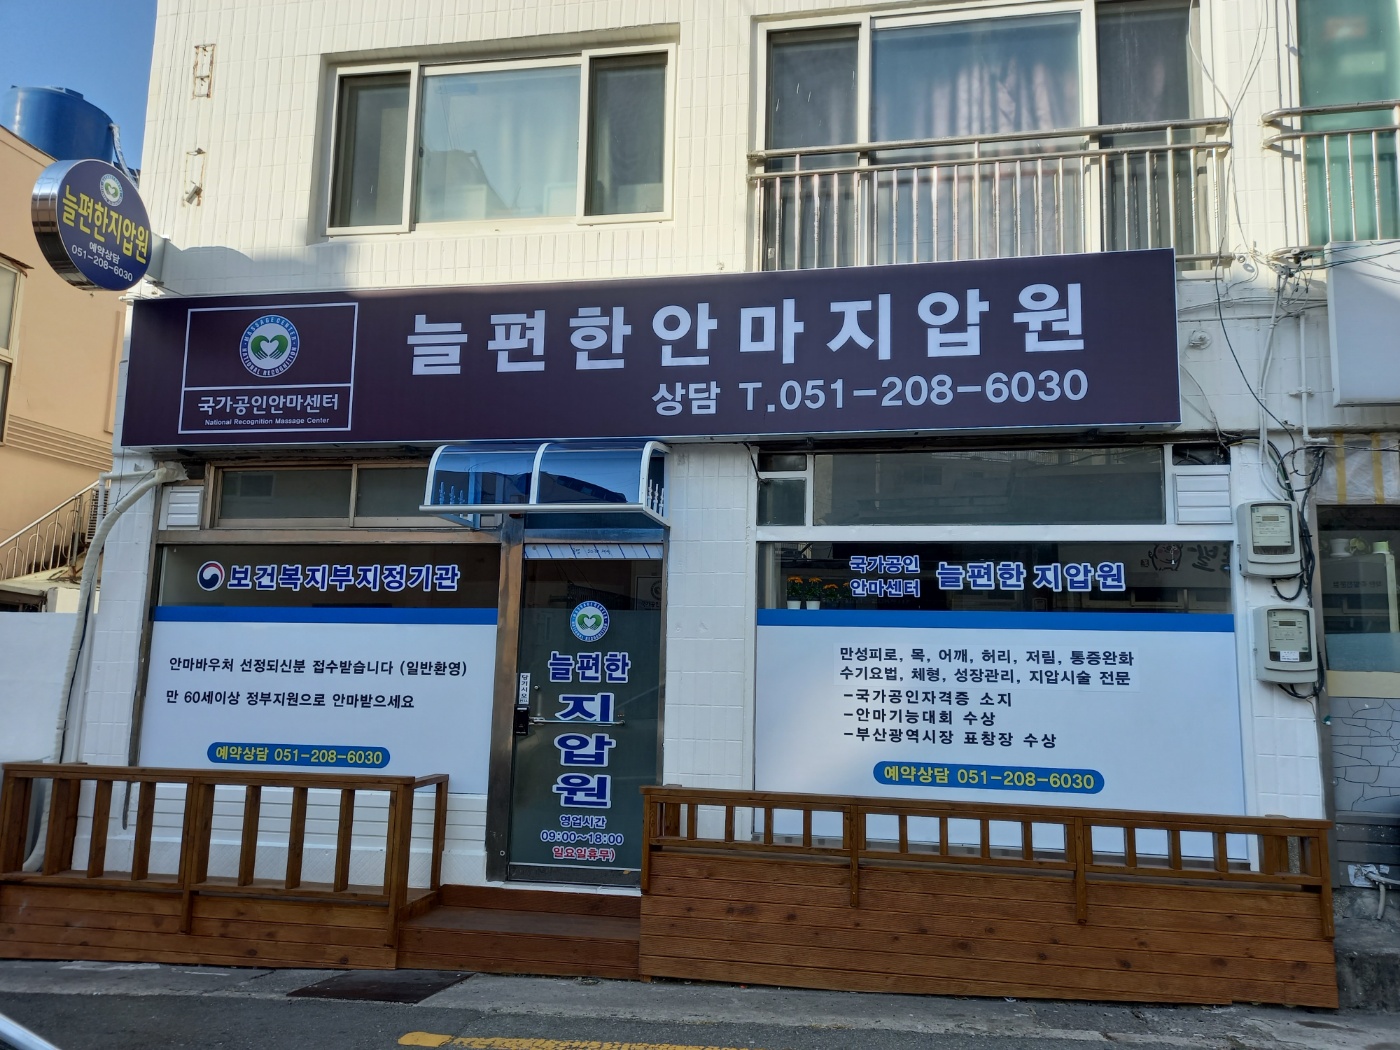 늘편한지압원
예약상담
051-208-6030
MASSAGE CENTER
NATIONAL RECOGNITION
국가공인안마센터
National Recognition Massage Center
늘편한안마지압원
상담 T.051-208-6030
보건복지부지정기관
안마바우처 선정되신분 접수받습니다 (일반환영)
만 60세이상 정부지원으로 안마받으세요
예약상담 051-208-6030
당기시오
늘편한
지
압
원
영업시간
09:00~18:00
일요일휴무)
국가공인
안마센터
늘편한 지압원
만성피로, 목, 어깨, 허리, 저림, 통증완화
수기요법, 체형, 성장관리, 지압시술 전문
-국가공인자격증 소지
-안마기능대회 수상
-부산광역시장 표창장 수상
예약상담 051-208-6030